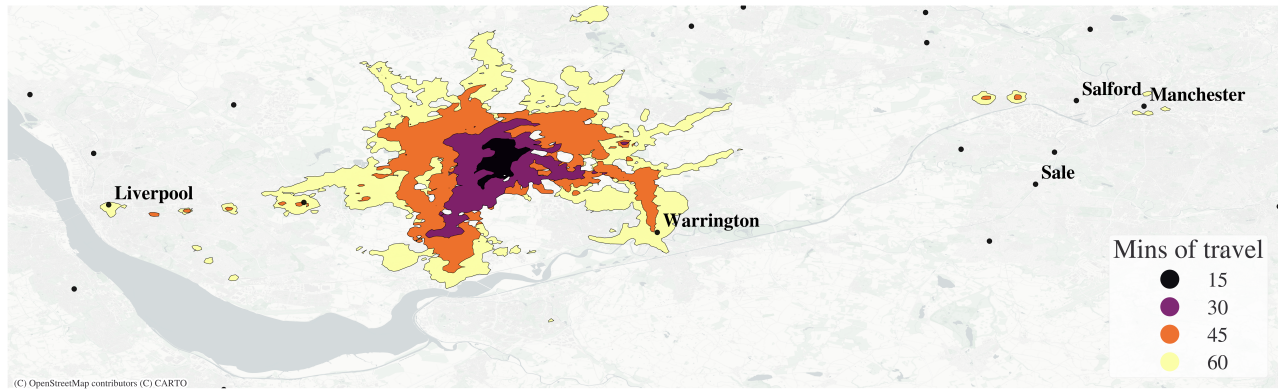 Salford
Manchester
Sale
Liverpool
Warrington
Mins of travel
15
30
45
60
(C) OpenStreetMap contributors (C) CARTO